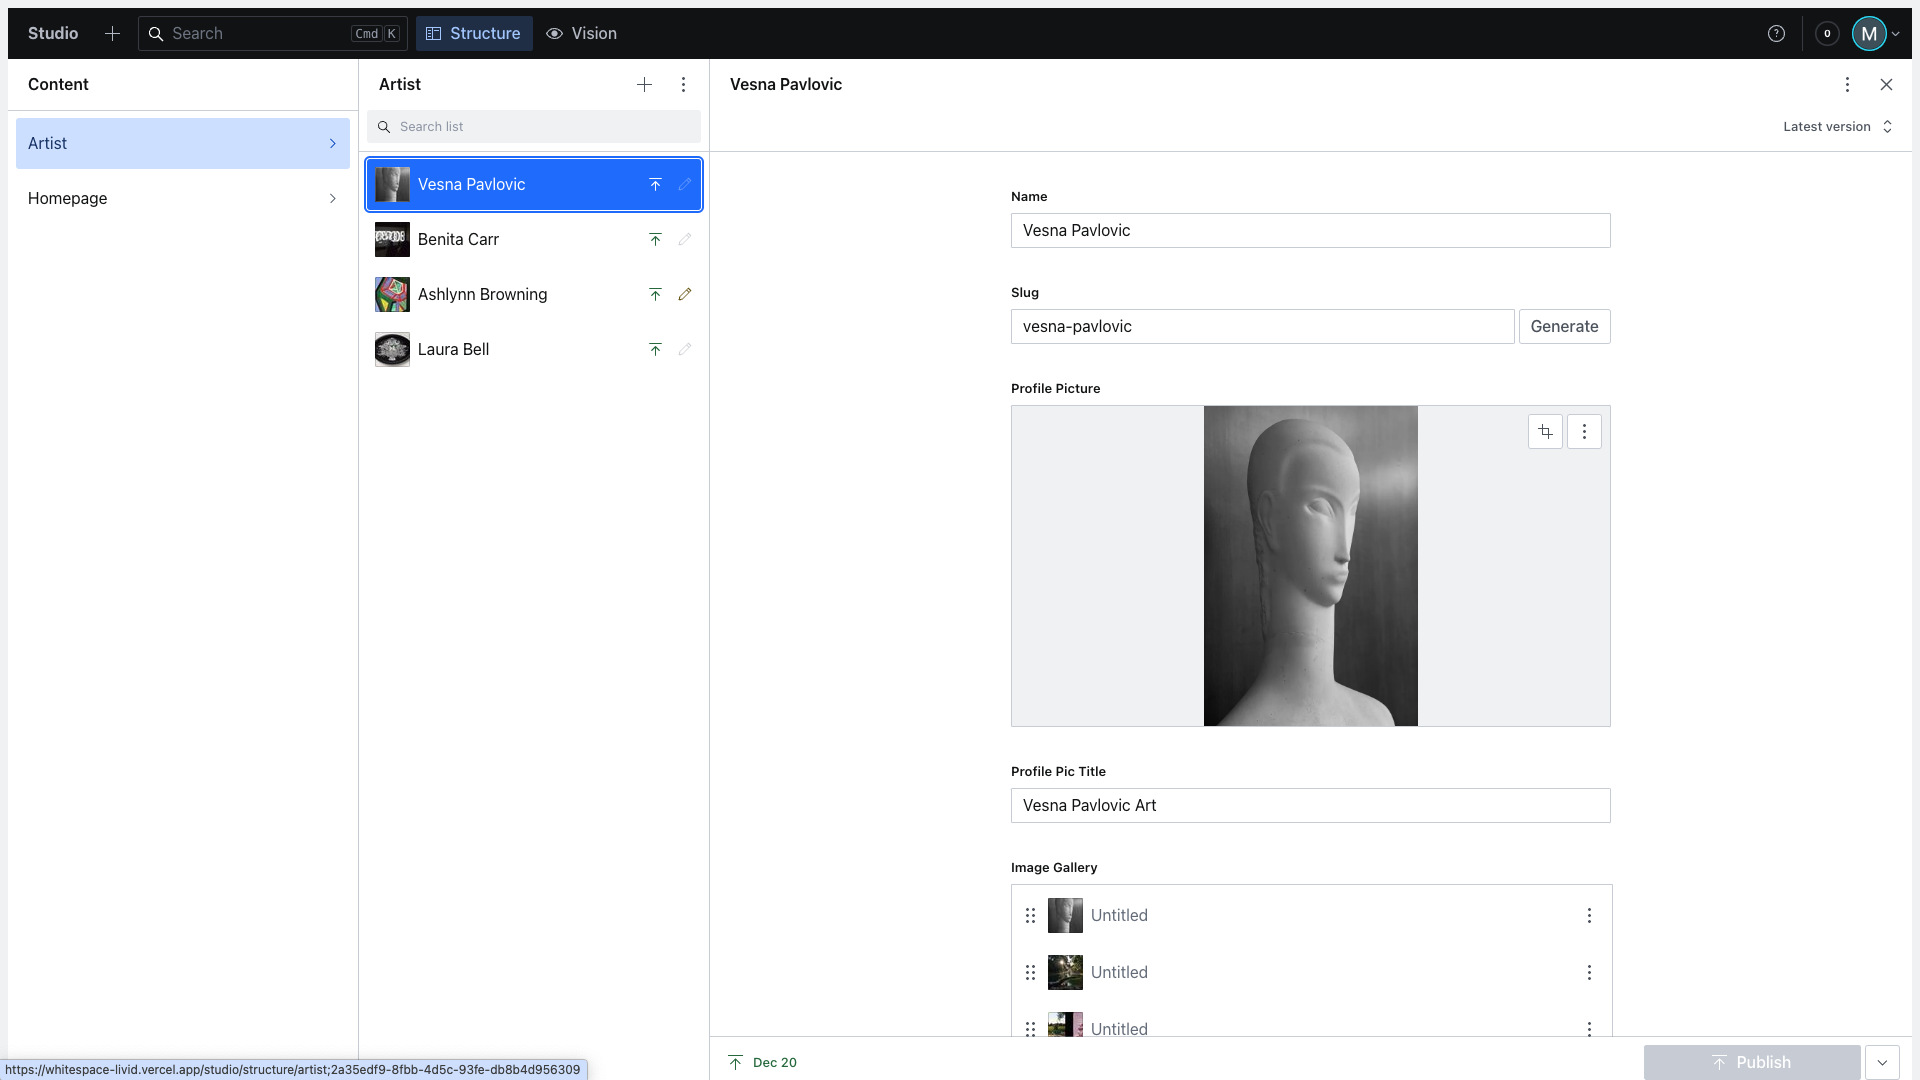 Studio
Search
Cmd K
Structure
Vision
?
0
M
Content
Artist
Homepage
Artist
Search list
Vesna Pavlovic
Benita Carr
Ashlynn Browning
Laura Bell
Vesna Pavlovic
Latest version
Name
Vesna Pavlovic
Slug
vesna-pavlovic
Generate
Profile Picture
Profile Pic Title
Vesna Pavlovic Art
Image Gallery
Untitled
Untitled
Untitled
Dec 20
Publish
https://whitespace-livid.vercel.app/studio/structure/artist;2a35edf9-8fbb-4d5c-93fe-db8b4d956309